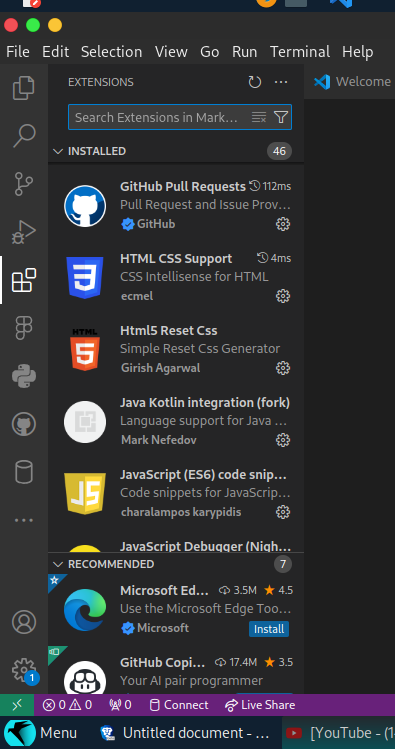 File Edit Selection View Go Run Terminal Help
EXTENSIONS
Welcome
Search Extensions in Mark...
INSTALLED 46
GitHub Pull Requests 112ms
Pull Request and Issue Prov...
GitHub
HTML CSS Support 4ms
CSS Intellisense for HTML
ecmel
Html5 Reset Css
Simple Reset Css Generator
Girish Agarwal
Java Kotlin integration (fork)
Language support for Java ...
Mark Nefedov
JavaScript (ES6) code snip...
Code snippets for JavaScrip...
charalampos karypidis
JavaScript Debugger (Nigh...
RECOMMENDED 7
Microsoft Ed... 3.5M 4.5
Use the Microsoft Edge Too...
Microsoft Install
GitHub Copi... 17.4M 3.5
Your AI pair programmer
1
0 0 0 Connect Live Share
Menu Untitled document - ... [YouTube - (1